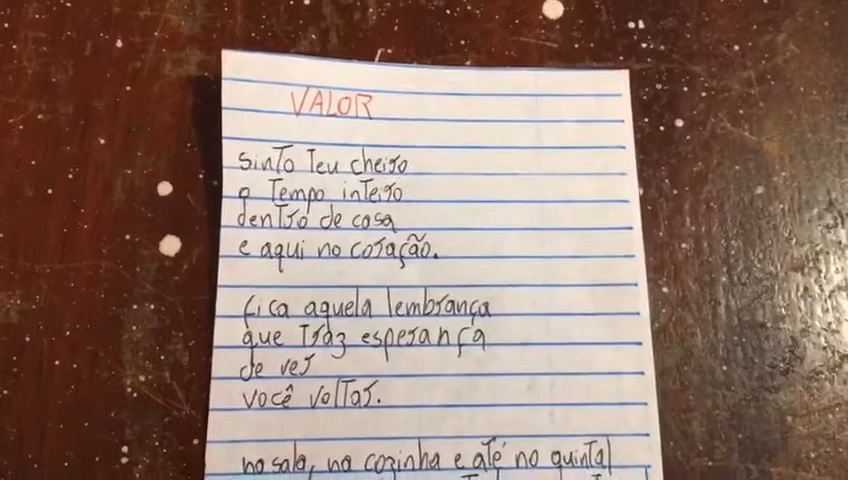 VALOR
sinto teu cheiro
o tempo inteiro
dentro de casa
e aqui no coração.
fica aquela lembrança
que traz esperança
de ver
você voltar.
na sala, na cozinha e até no quintal